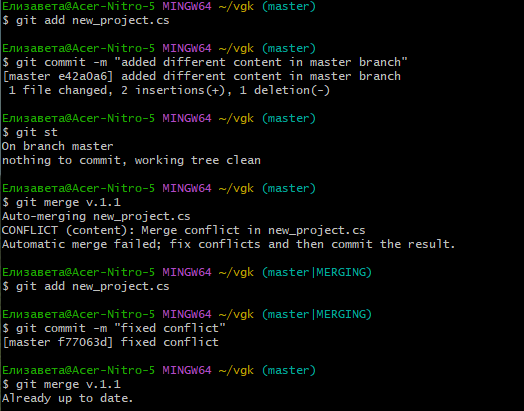 Елизавета@Acer-Nitro-5 MINGW64 ~/vgk (master)
$ git add new_project.cs
Елизавета@Acer-Nitro-5 MINGW64 ~/vgk (master)
$ git commit -m "added different content in master branch"
[master e42a0a6] added different content in master branch
 1 file changed, 2 insertions(+), 1 deletion(-)
Елизавета@Acer-Nitro-5 MINGW64 ~/vgk (master)
$ git st
On branch master
nothing to commit, working tree clean
Елизавета@Acer-Nitro-5 MINGW64 ~/vgk (master)
$ git merge v.1.1
Auto-merging new_project.cs
CONFLICT (content): Merge conflict in new_project.cs
Automatic merge failed; fix conflicts and then commit the result.
Елизавета@Acer-Nitro-5 MINGW64 ~/vgk (master|MERGING)
$ git add new_project.cs
Елизавета@Acer-Nitro-5 MINGW64 ~/vgk (master|MERGING)
$ git commit -m "fixed conflict"
[master f77063d] fixed conflict
Елизавета@Acer-Nitro-5 MINGW64 ~/vgk (master)
$ git merge v.1.1
Already up to date.